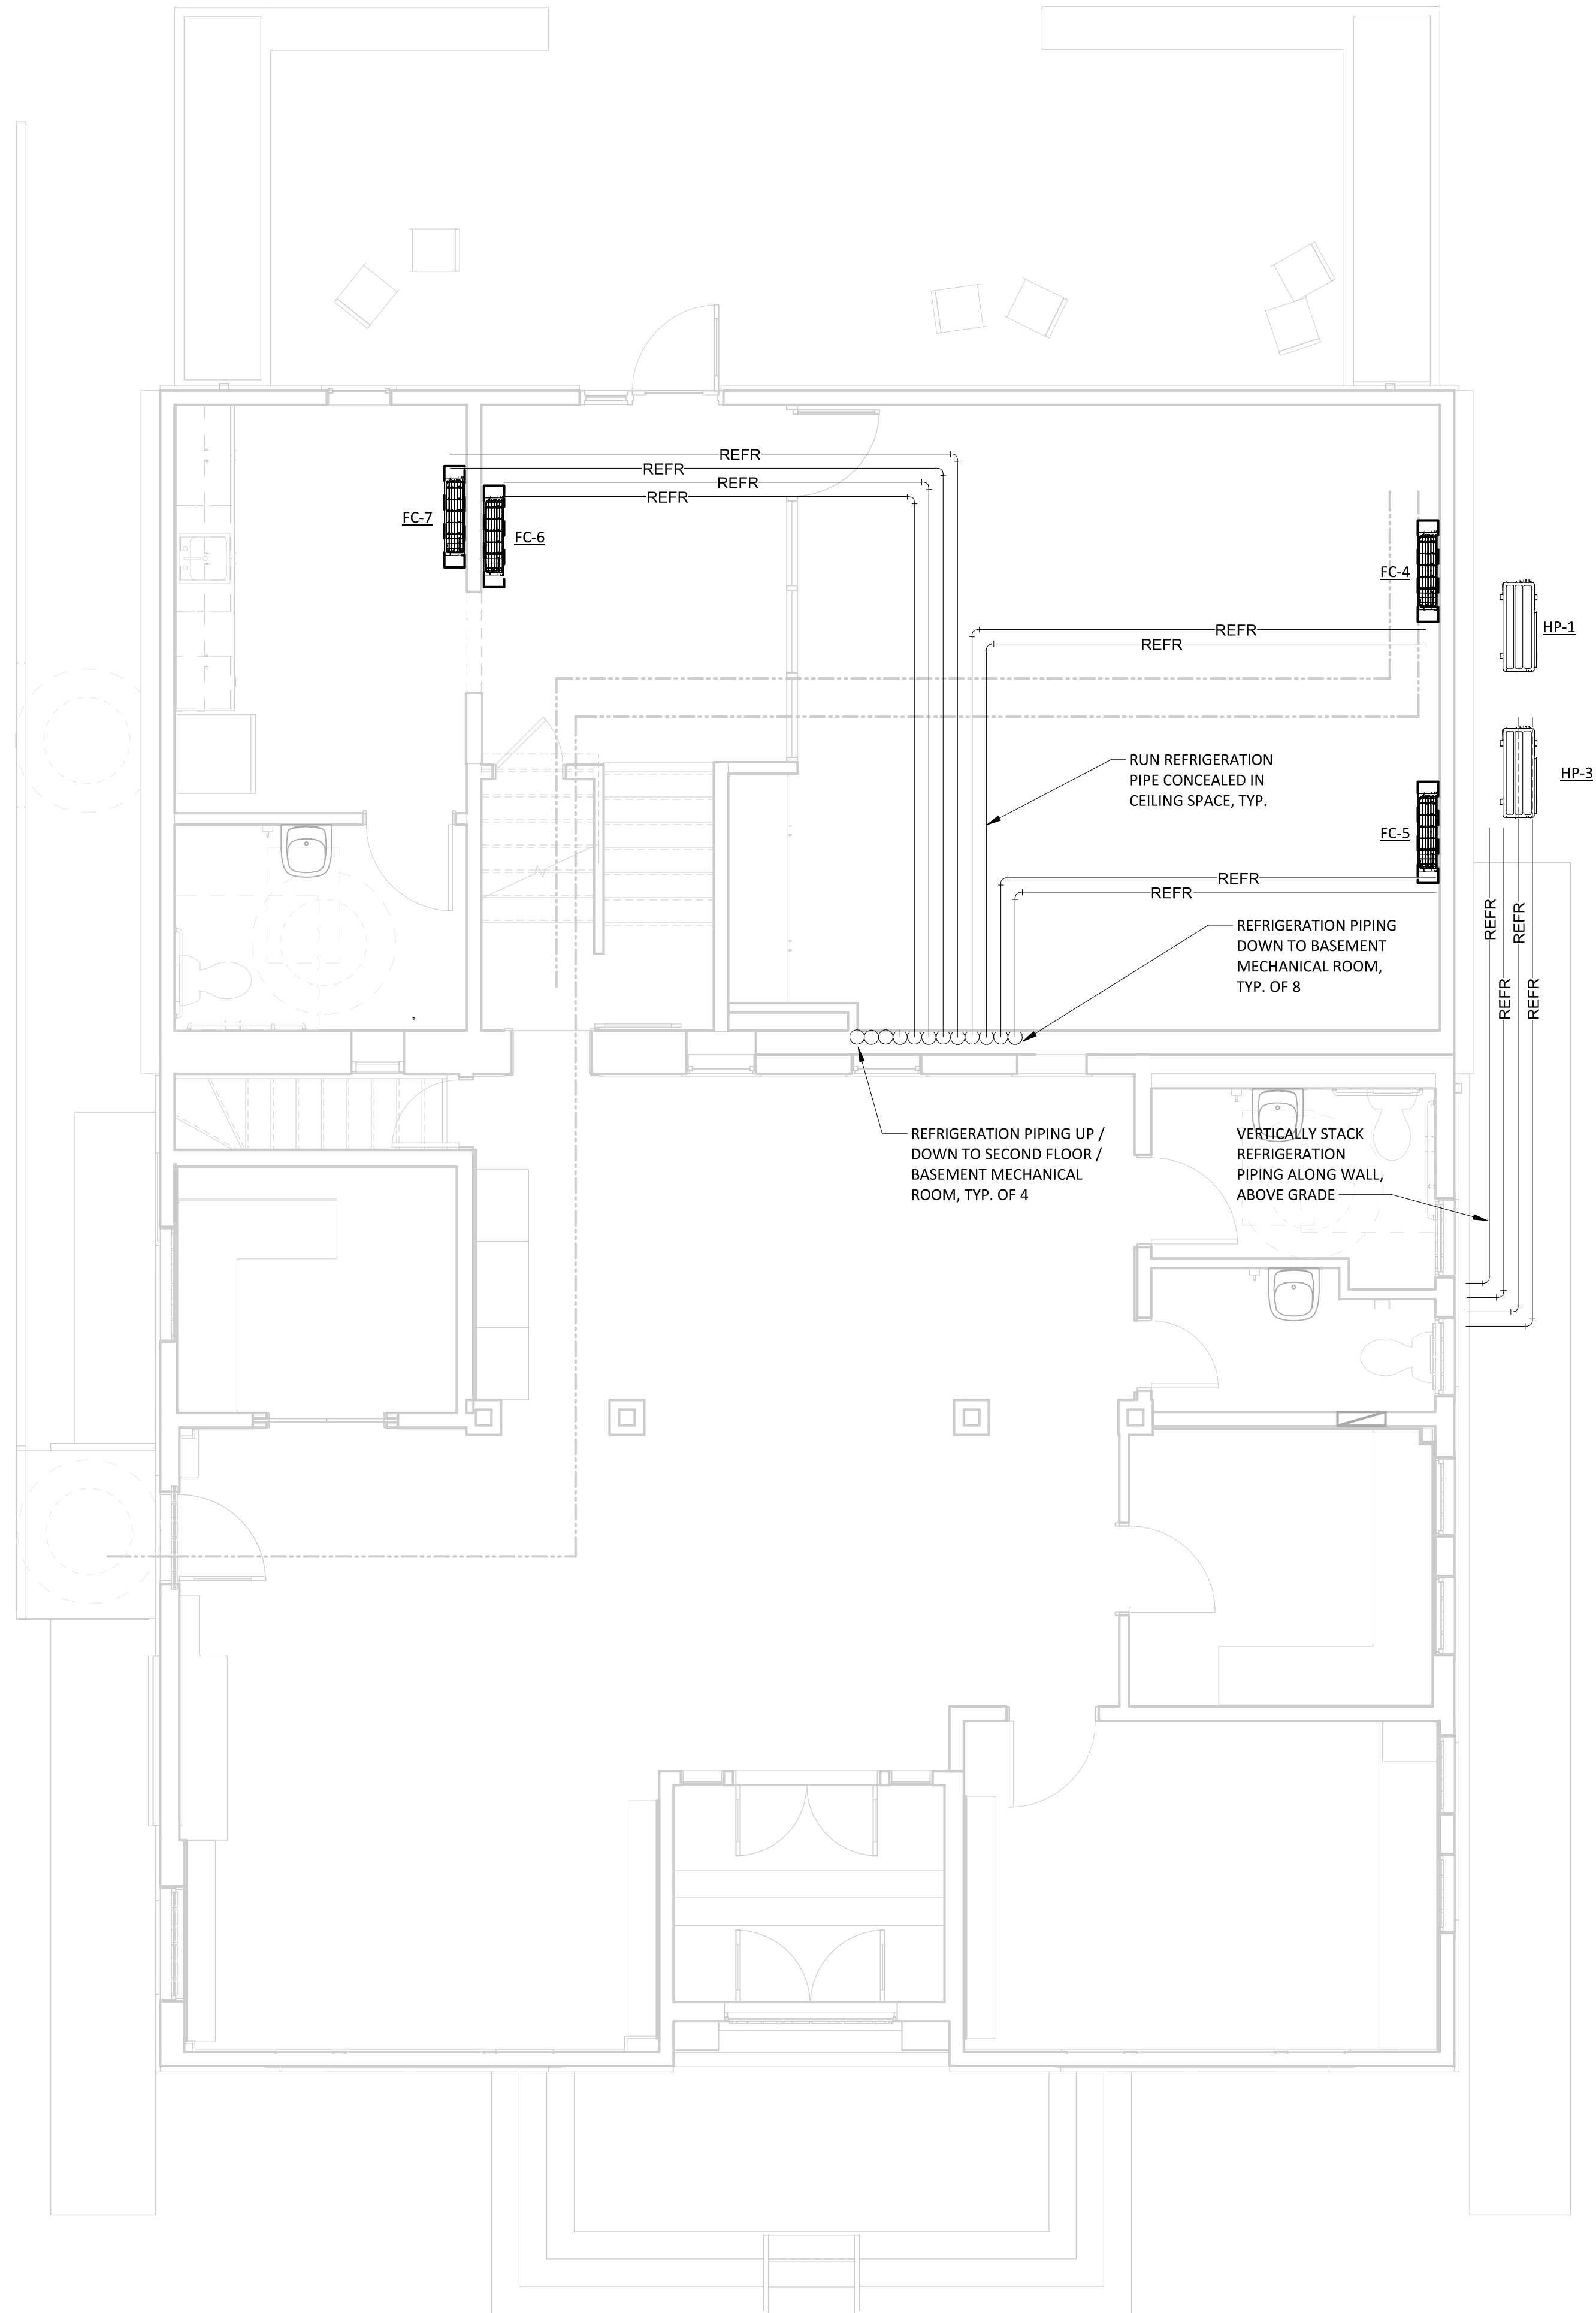 REFR
REFR
REFR
REFR
FC-7
FC-6
FC-4
HP-1
REFR
REFR
RUN REFRIGERATION
PIPE CONCEALED IN
CEILING SPACE, TYP.
HP-3
FC-5
REFR
REFR
REFR
REFR
REFRIGERATION PIPING
DOWN TO BASEMENT
MECHANICAL ROOM,
TYP. OF 8
REFR
REFR
REFRIGERATION PIPING UP /
DOWN TO SECOND FLOOR /
BASEMENT MECHANICAL
ROOM, TYP. OF 4
VERTICALLY STACK
REFRIGERATION
PIPING ALONG WALL,
ABOVE GRADE